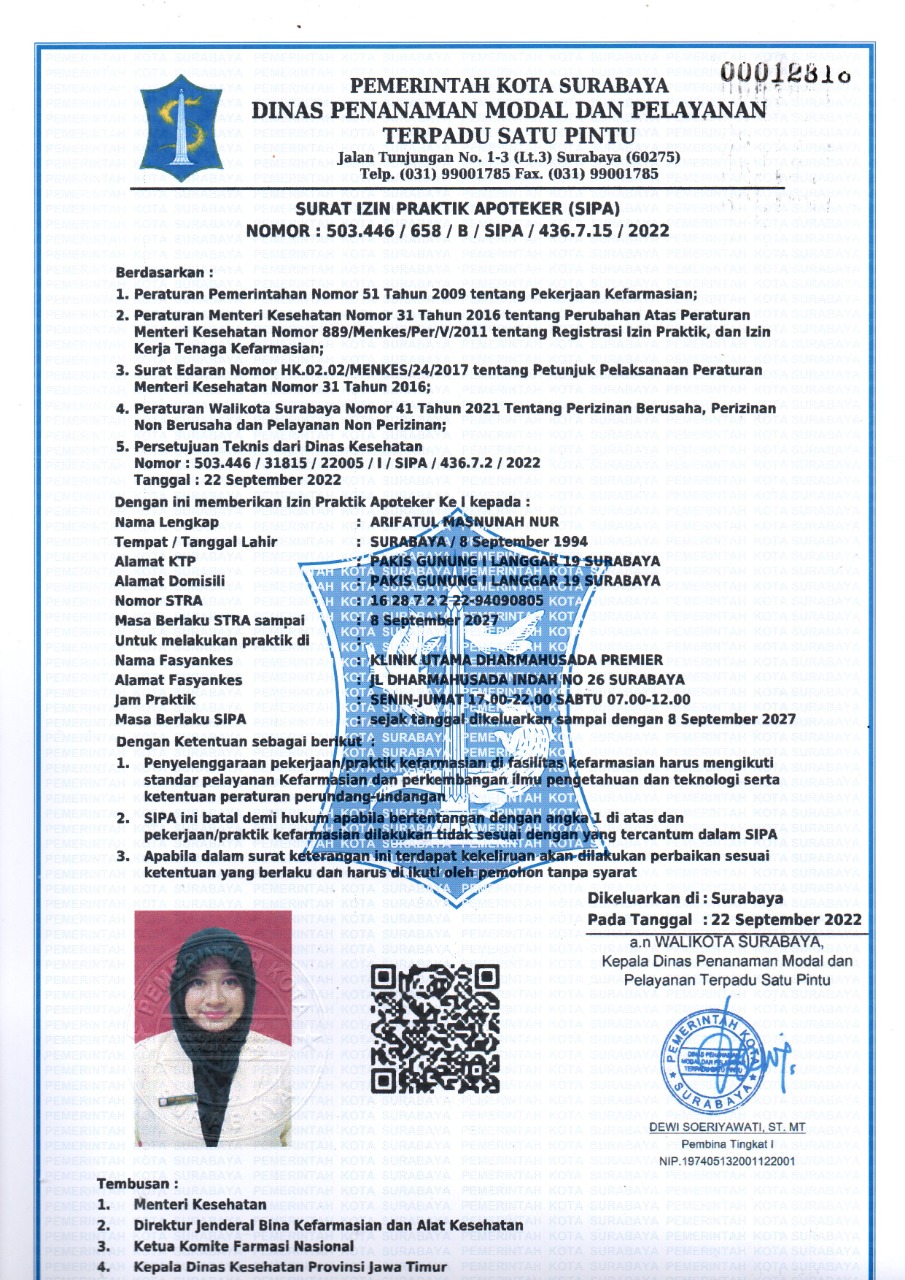 00012816
PEMERINTAH KOTA SURABAYA
DINAS PENANAMAN MODAL DAN PELAYANAN
TERPADU SATU PINTU
Jalan Tunjungan No. 1-3 (Lt.3) Surabaya (60275)
Telp. (031) 99001785 Fax. (031) 99001785
SURAT IZIN PRAKTIK APOTEKER (SIPA)
NOMOR : 503.446 / 658 / B / SIPA / 436.7.15 / 2022
Berdasarkan :
1. Peraturan Pemerintahan Nomor 51 Tahun 2009 tentang Pekerjaan Kefarmasian;
2. Peraturan Menteri Kesehatan Nomor 31 Tahun 2016 tentang Perubahan Atas Peraturan
Menteri Kesehatan Nomor 889/Menkes/Per/V/2011 tentang Registrasi Izin Praktik, dan Izin
Kerja Tenaga Kefarmasian;
3. Surat Edaran Nomor HK.02.02/MENKES/24/2017 tentang Petunjuk Pelaksanaan Peraturan
Menteri Kesehatan Nomor 31 Tahun 2016;
4. Peraturan Walikota Surabaya Nomor 41 Tahun 2021 Tentang Perizinan Berusaha, Perizinan
Non Berusaha dan Pelayanan Non Perizinan;
5. Persetujuan Teknis dari Dinas Kesehatan
Nomor : 503.446 / 31815 / 22005 / I / SIPA / 436.7.2 / 2022
Tanggal : 22 September 2022
Dengan ini memberikan Izin Praktik Apoteker Ke I kepada :
Nama Lengkap : ARIFATUL MASNUNAH NUR
Tempat / Tanggal Lahir : SURABAYA / 8 September 1994
Alamat KTP : PAKIS GUNUNG I LANGGAR 19 SURABAYA
Alamat Domisili : PAKIS GUNUNG I LANGGAR 19 SURABAYA
Nomor STRA : 16 28 7 2 2 22-94090805
Masa Berlaku STRA sampai : 8 September 2027
Untuk melakukan praktik di
Nama Fasyankes : KLINIK UTAMA DHARMAHUSADA PREMIER
Alamat Fasyankes : JL DHARMAHUSADA INDAH NO 26 SURABAYA
Jam Praktik : SENIN-JUMAT 17.00-22.00 SABTU 07.00-12.00
Masa Berlaku SIPA : sejak tanggal dikeluarkan sampai dengan 8 September 2027
Dengan Ketentuan sebagai berikut :
1. Penyelenggaraan pekerjaan/praktik kefarmasian di fasilitas kefarmasian harus mengikuti
standar pelayanan Kefarmasian dan perkembangan ilmu pengetahuan dan teknologi serta
ketentuan peraturan perundang-undangan
2. SIPA ini batal demi hukum apabila bertentangan dengan angka 1 di atas dan
pekerjaan/praktik kefarmasian dilakukan tidak sesuai dengan yang tercantum dalam SIPA
3. Apabila dalam surat keterangan ini terdapat kekeliruan akan dilakukan perbaikan sesuai
ketentuan yang berlaku dan harus di ikuti oleh pemohon tanpa syarat
Dikeluarkan di : Surabaya
Pada Tanggal : 22 September 2022
a.n WALIKOTA SURABAYA,
Kepala Dinas Penanaman Modal dan
Pelayanan Terpadu Satu Pintu
PEMERINTAH KOTA
DINAS PENANAMAN
MODAL DAN PELAYANAN
TERPADU SATU PINTU
SURABAYA
DEWI SOERIYAWATI, ST. MT
Pembina Tingkat I
NIP.197405132001122001
Tembusan :
1. Menteri Kesehatan
2. Direktur Jenderal Bina Kefarmasian dan Alat Kesehatan
3. Ketua Komite Farmasi Nasional
4. Kepala Dinas Kesehatan Provinsi Jawa Timur